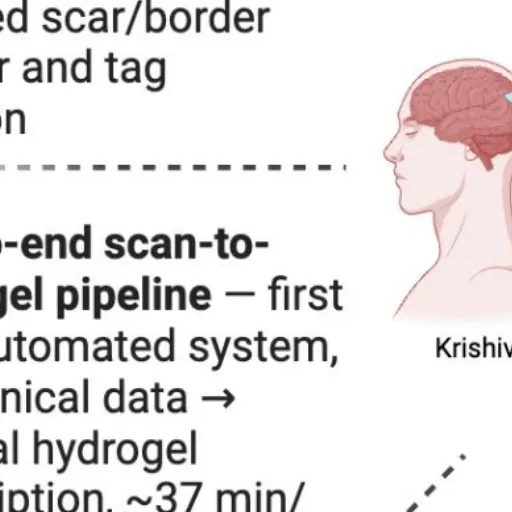 ed scar/border
r and tag
on
o-end scan-to-
gel pipeline — first
utomated system,
nical data →
al hydrogel
ription, ~37 min/
Krishiv